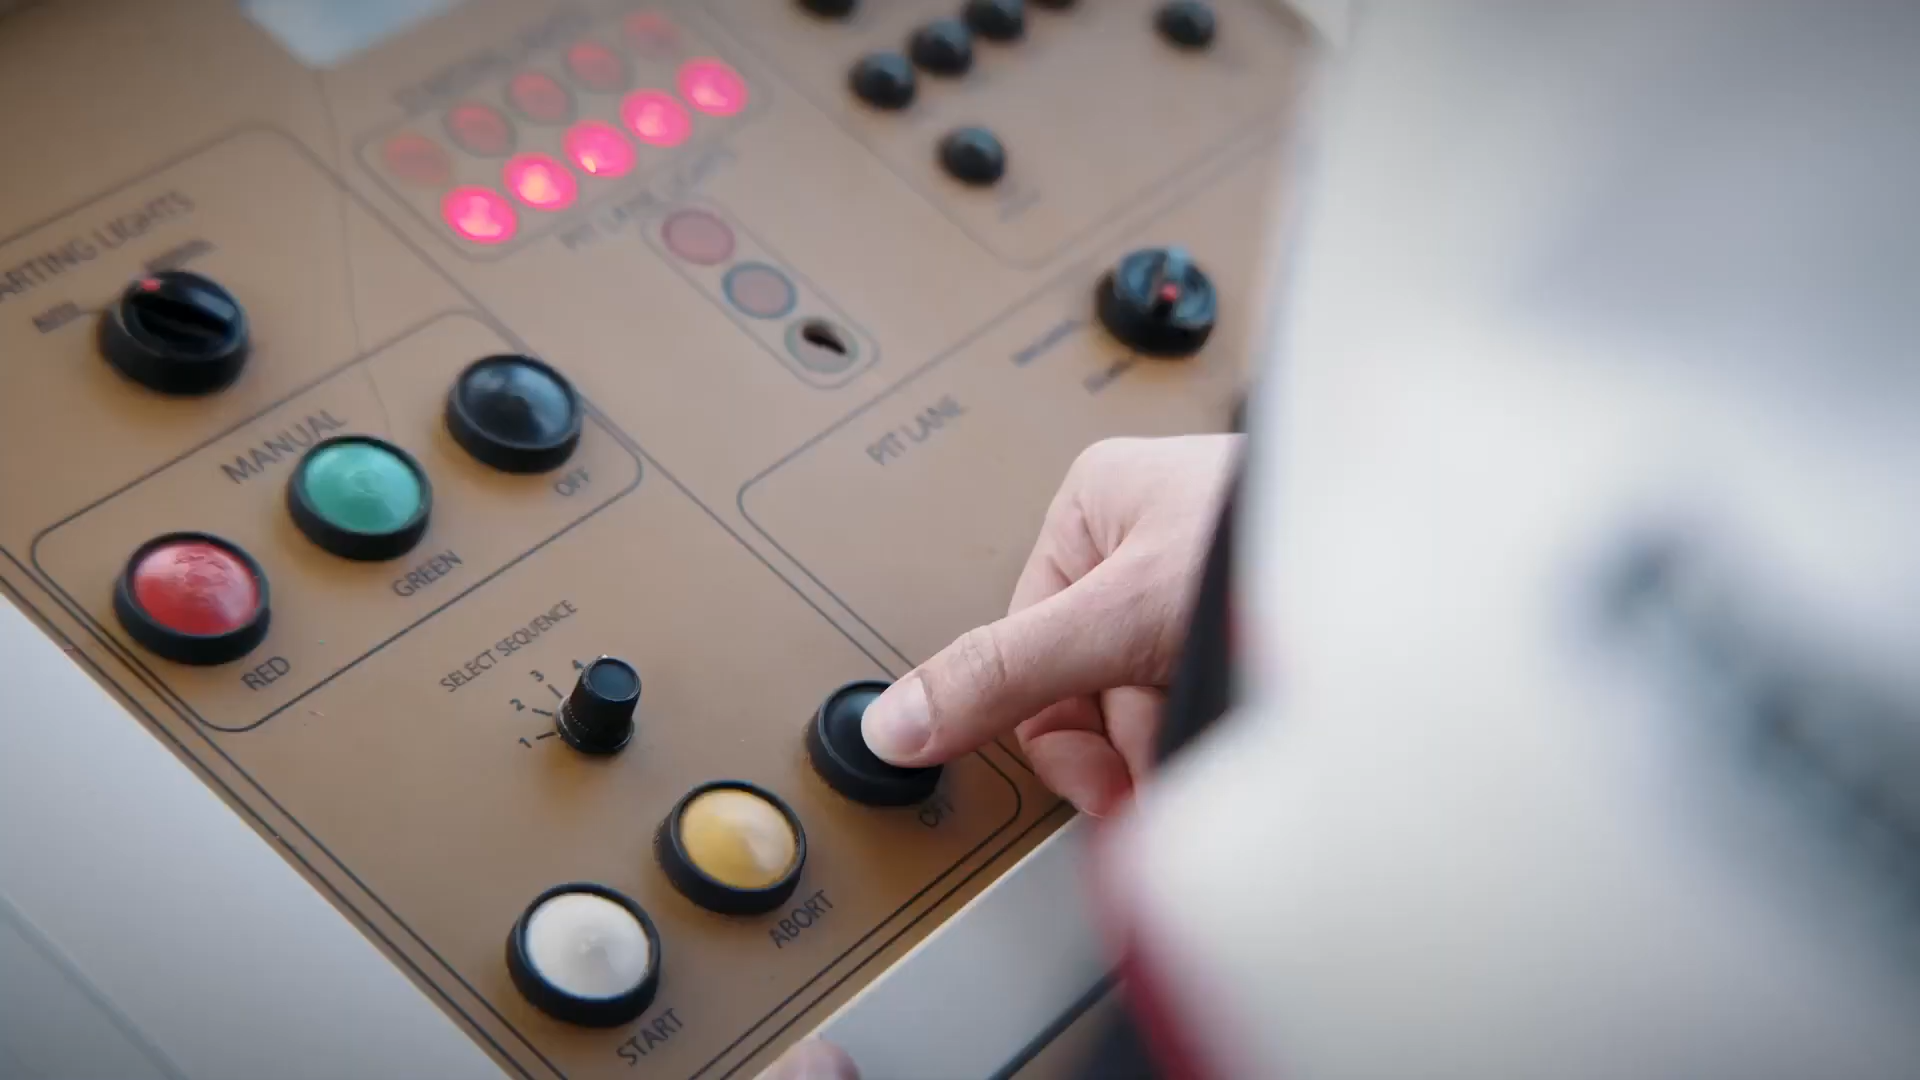 ARTING LIGHTS
PIT LANE LIGHTS
MANUAL
OFF
GREEN
RED
PIT LANE
SELECT SEQUENCE
1
2
3
4
OFF
ABORT
START